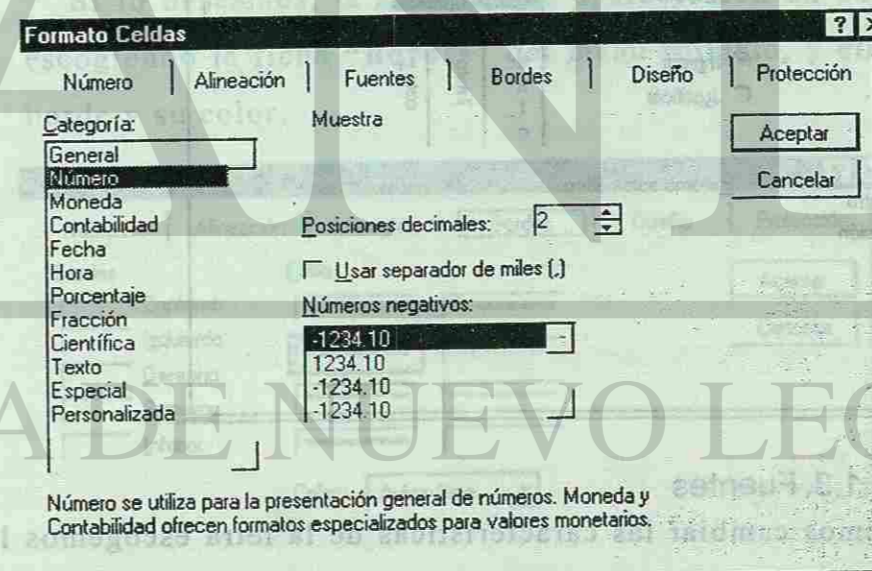 Formato Celdas
Número
Alineación
Fuentes
Bordes
Diseño
Protección
Categoría:
Muestra
Aceptar
Cancelar
General
Número
Moneda
Contabilidad
Fecha
Hora
Porcentaje
Fracción
Científica
Texto
Especial
Personalizada
Posiciones decimales: 2
Usar separador de miles (.)
Números negativos:
-1234.10
1234.10
-1234.10
-1234.10
Número se utiliza para la presentación general de números. Moneda y
Contabilidad ofrecen formatos especializados para valores monetarios.
A DE NUEVO LEO